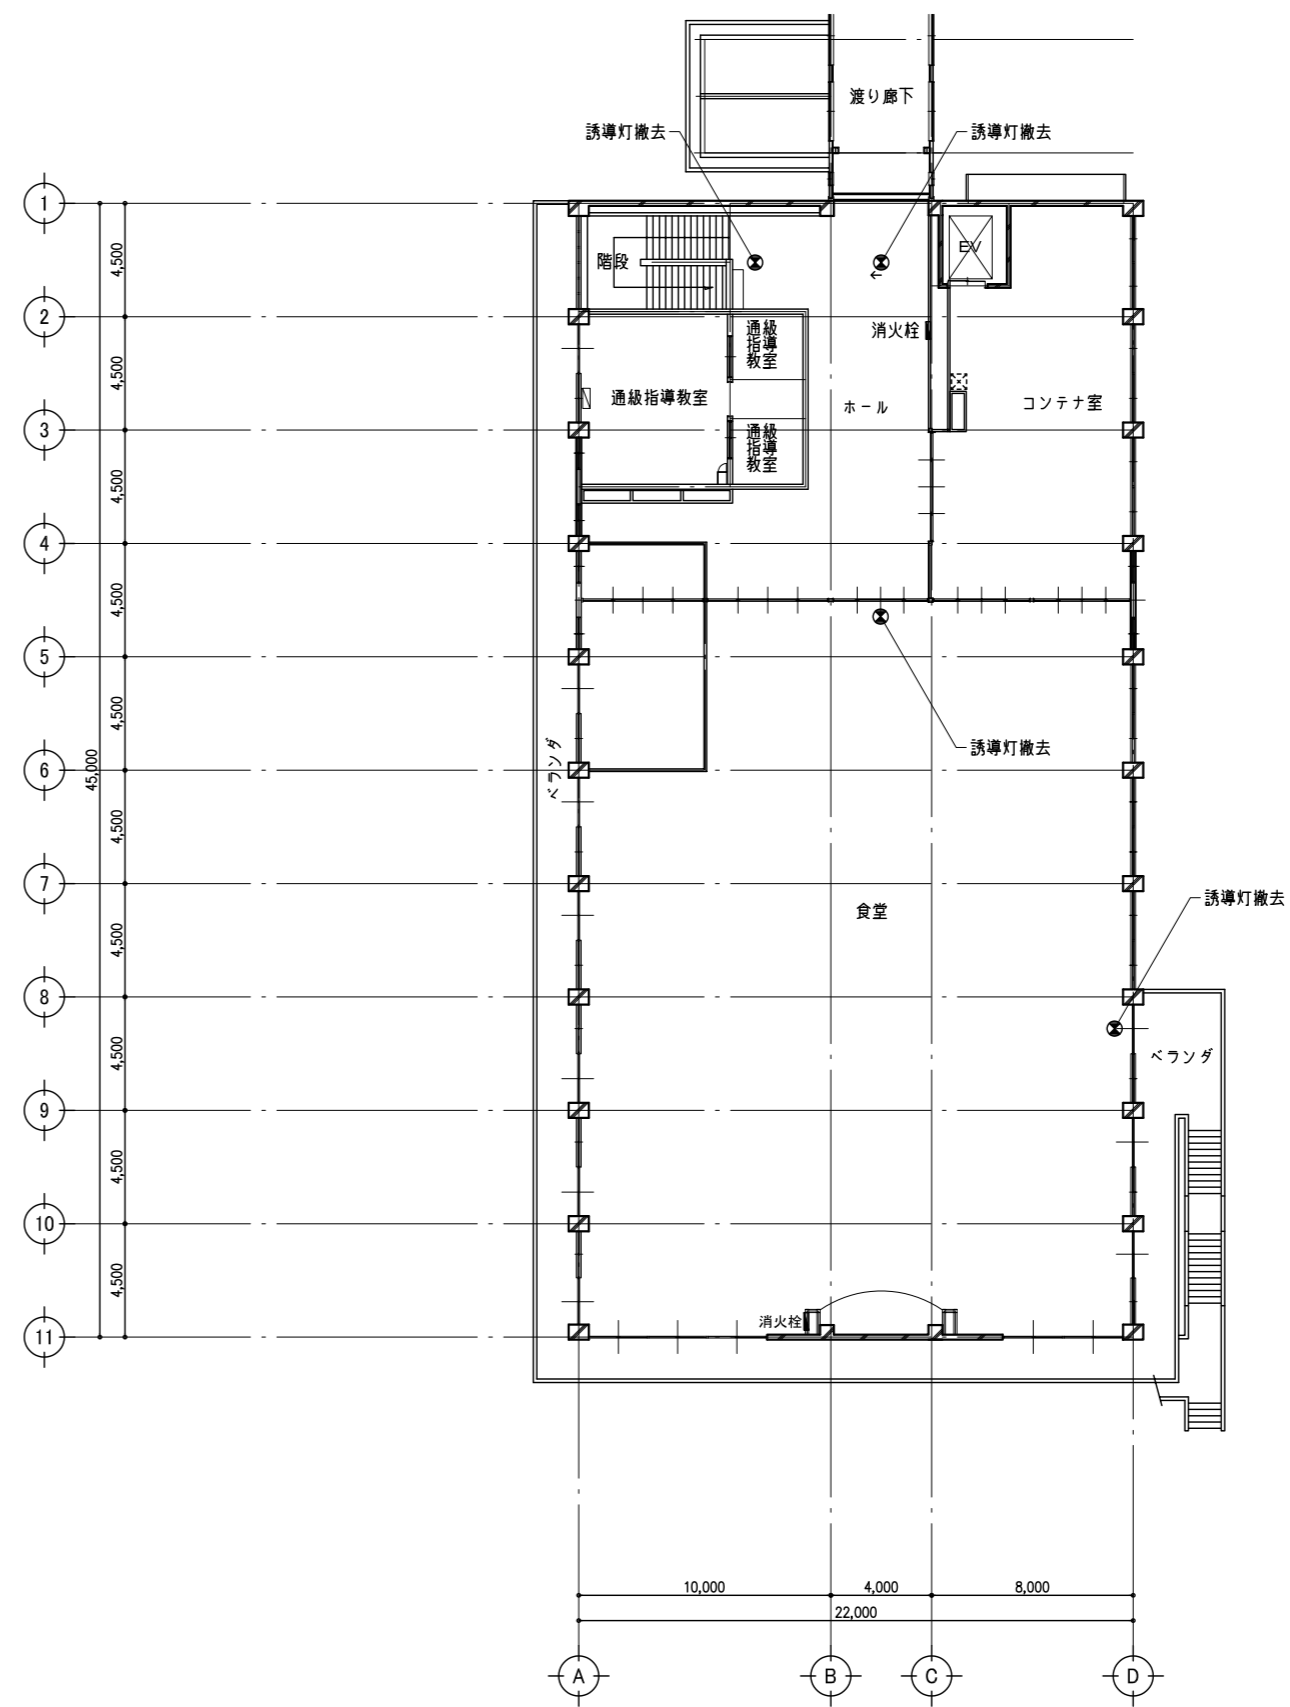 渡り廊下
誘導灯撤去
誘導灯撤去
1
4,500
階段
EV
2
消火栓
通級
指導
教室
4,500
通級指導教室
ホール
コンテナ室
3
通級
指導
教室
4,500
4
4,500
5
4,500
誘導灯撤去
ベランダ
6
45,000
4,500
7
誘導灯撤去
食堂
4,500
8
4,500
ベランダ
9
4,500
10
4,500
消火栓
11
10,000
4,000
8,000
22,000
A
B
C
D